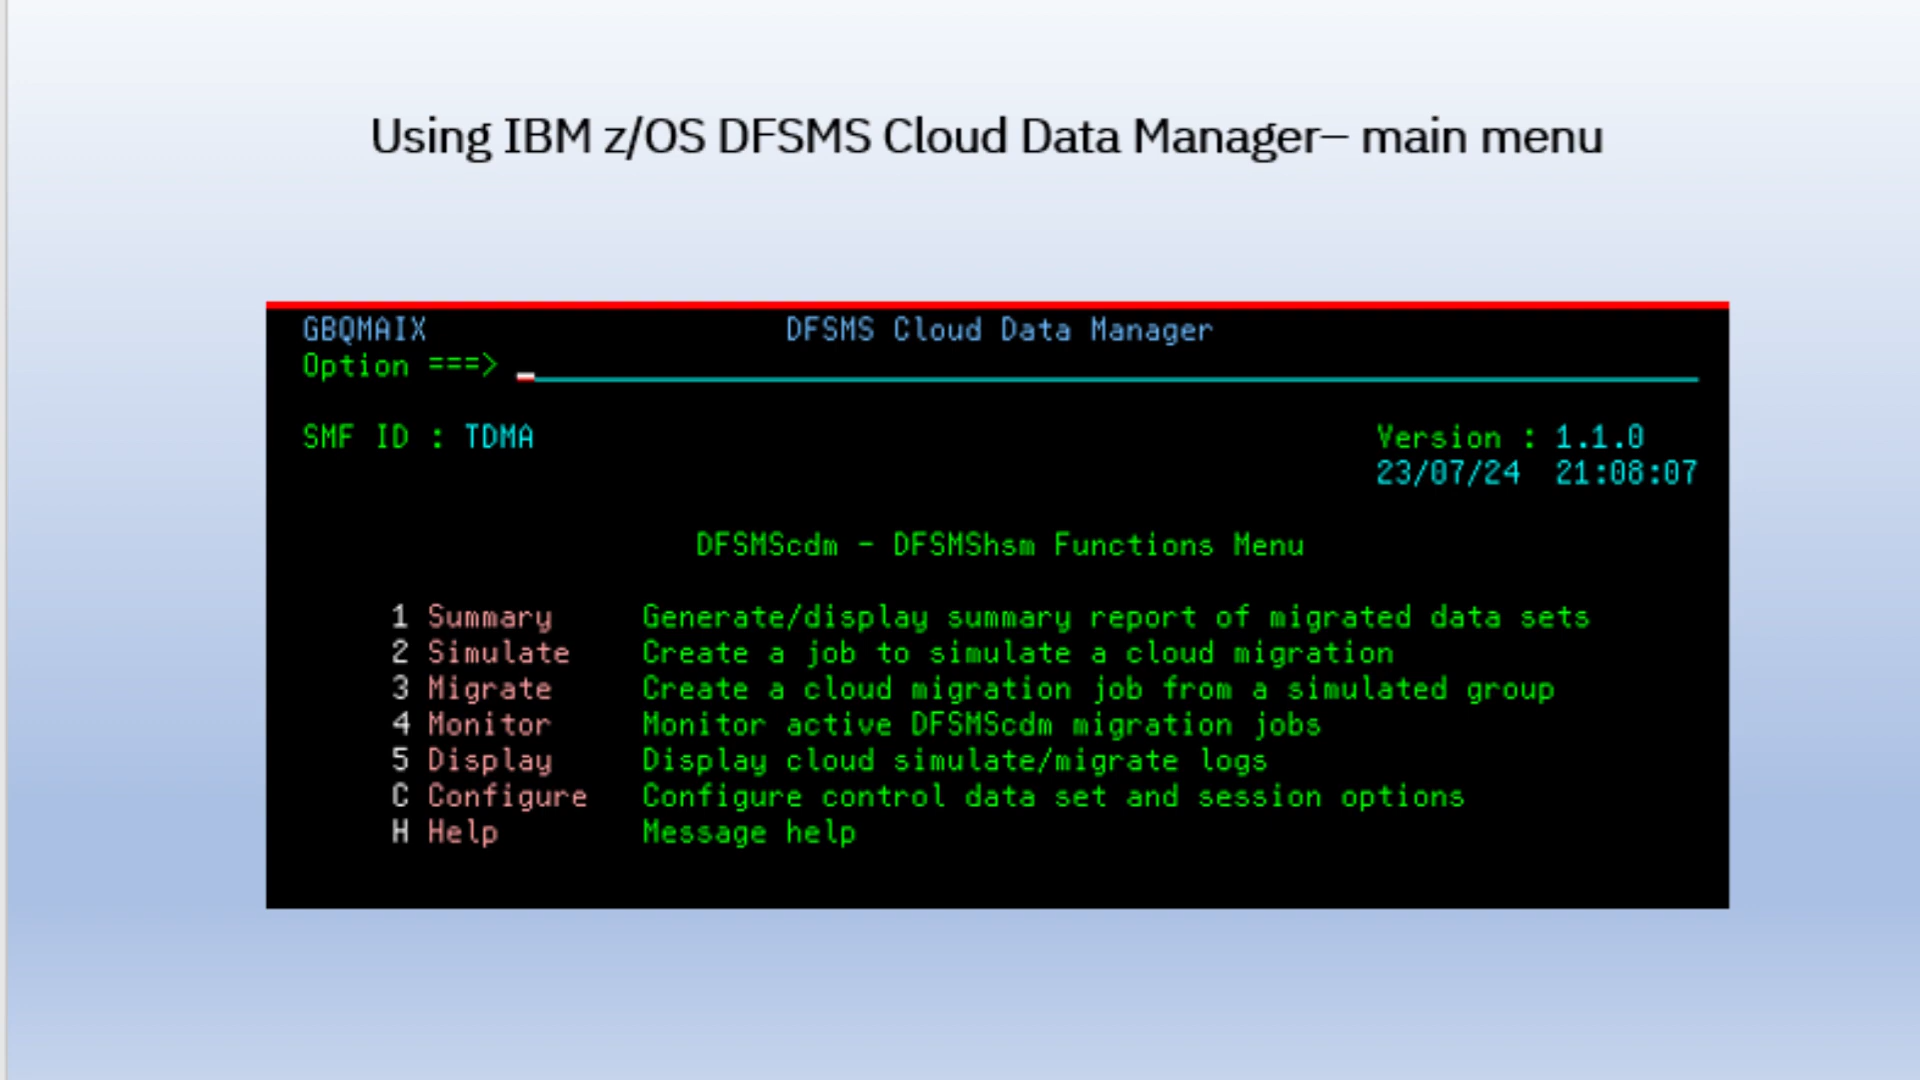 Using IBM z/OS DFSMS Cloud Data Manager– main menu
GBQMAIX DFSMS Cloud Data Manager
Option ===>
SMF ID : TDMA Version : 1.1.0
23/07/24 21:08:07
DFSMScdm - DFSMShsm Functions Menu
1 Summary Generate/display summary report of migrated data sets
2 Simulate Create a job to simulate a cloud migration
3 Migrate Create a cloud migration job from a simulated group
4 Monitor Monitor active DFSMScdm migration jobs
5 Display Display cloud simulate/migrate logs
C Configure Configure control data set and session options
H Help Message help